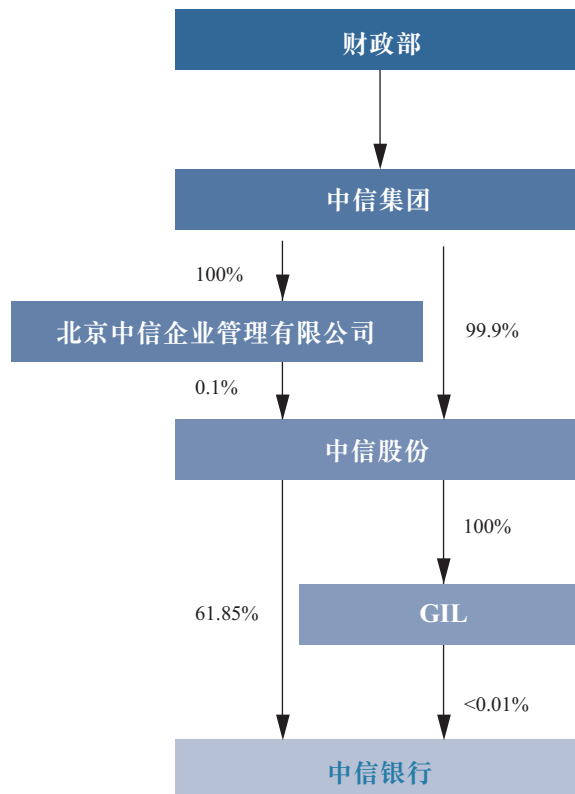 财政部
中信集团
100%
北京中信企业管理有限公司
99.9%
0.1%
中信股份
100%
GIL
61.85%
<0.01%
中信银行